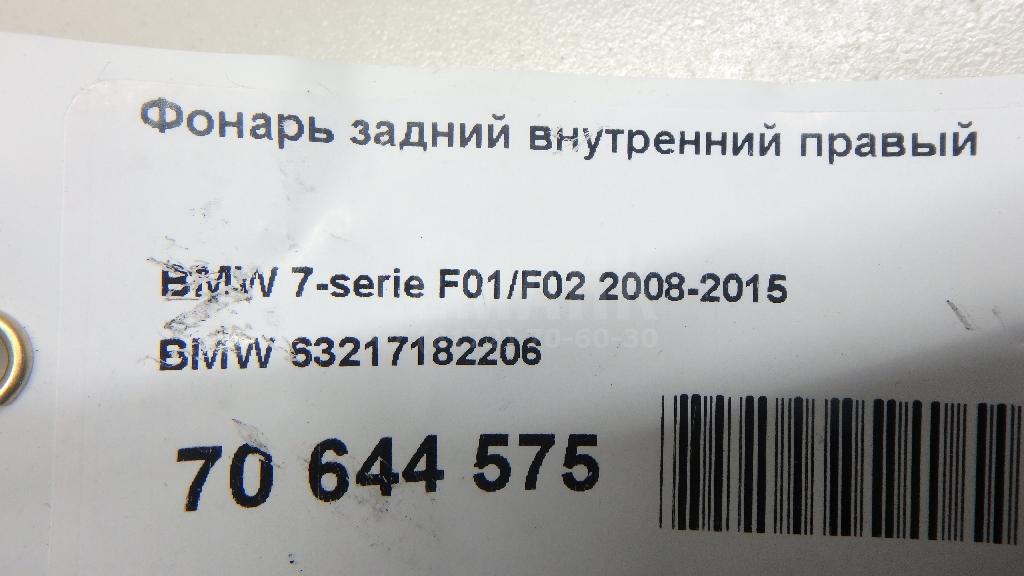 Фонарь задний внутренний правый
BMW 7-serie F01/F02 2008-2015
BMW 63217182206
70 644 575